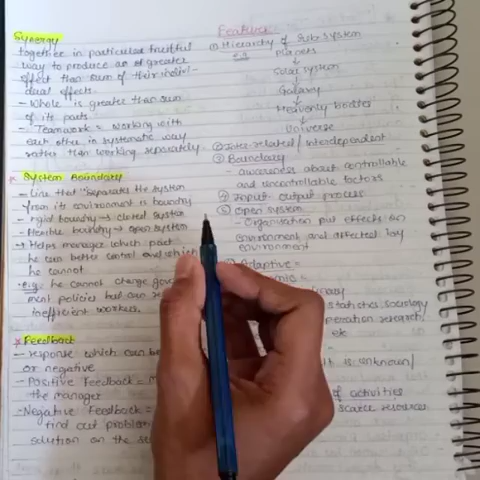 Synergy
together in particular fruitful
way to produce an greater
effect than sum of their indivi-
dual effects.
- Whole is greater than sum
of its parts.
- Teamwork = working with
each other in systematic way
rather than working separately.
* System Boundary
- Line that "Separates the system
from its environment is boundry
- rigid boundry → closed system
- flexible boundry → open system
→ Helps manager which part
he can better control and which
he cannot
- e.g: he cannot change gove
ment policies but can
inefficient workers.
* Feedback
- response which can be
or negative
- Positive Feedback =
the manager
- Negative Feedback =
find out problem
solution on the
Feature
① Hierarchy of Sub-system
e.g. Planets
↓
Solar system
↓
Galaxy
↓
Heavenly bodies
↓
Universe
② Inter-related/ interdependent
③ Boundary
- awareness about controllable
and uncontrollable factors
④ Input-output process
⑤ Open system
- Organisation put effects on
environment and affected by
environment
Adaptive =
statistics, sociology
operation research,
etc
It is unknown/
of activities
scarce resources